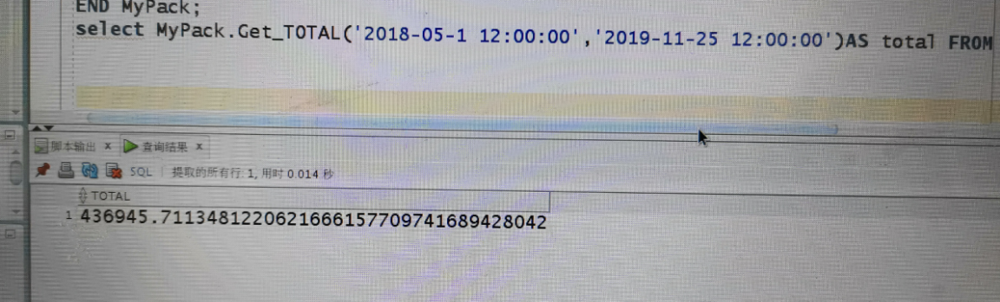 END MyPack;
select MyPack.Get_TOTAL('2018-05-1 12:00:00','2019-11-25 12:00:00')AS total FROM
脚本输出 x 查询结果 x
SQL | 提取的所有行: 1, 用时 0.014 秒
TOTAL
1 436945.7113481220621666157709741689428042